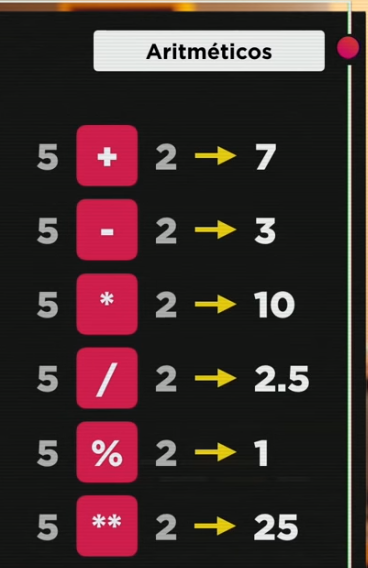 Aritméticos
5 + 2 → 7
5 - 2 → 3
5 * 2 → 10
5 / 2 → 2.5
5 % 2 → 1
5 ** 2 → 25